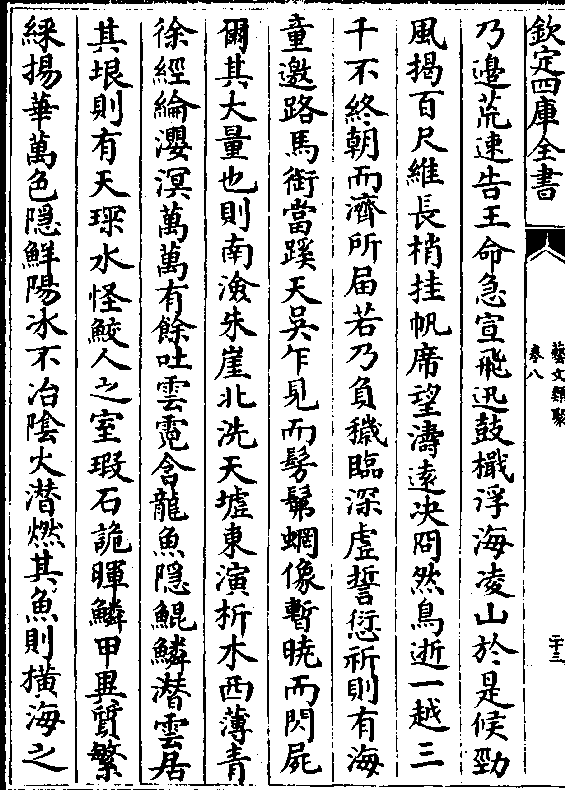 欽定四庫全書
藝文類聚
卷八
二十三
乃邊荒速告王命急宣飛迅鼓檝浮海凌山於是候勁
風揭百尺維長梢挂帆席望濤遠决冏然鳥逝一越三
千不終朝而濟所屆若乃負穢臨深虛誓愆祈則有海
童邀路馬銜當蹊天吳乍見而髣髴蝄像暫曉而閃屍
爾其大量也則南澰朱崖北洗天墟東演析木西薄青
徐經綸瀴溟萬萬有餘吐雲霓含龍魚隱鯤鱗潛雲居
其垠則有天琛水怪鮫人之室瑕石詭暉鱗甲異質繁
綵揚華萬色隱鮮陽冰不冶陰火潛燃其魚則橫海之